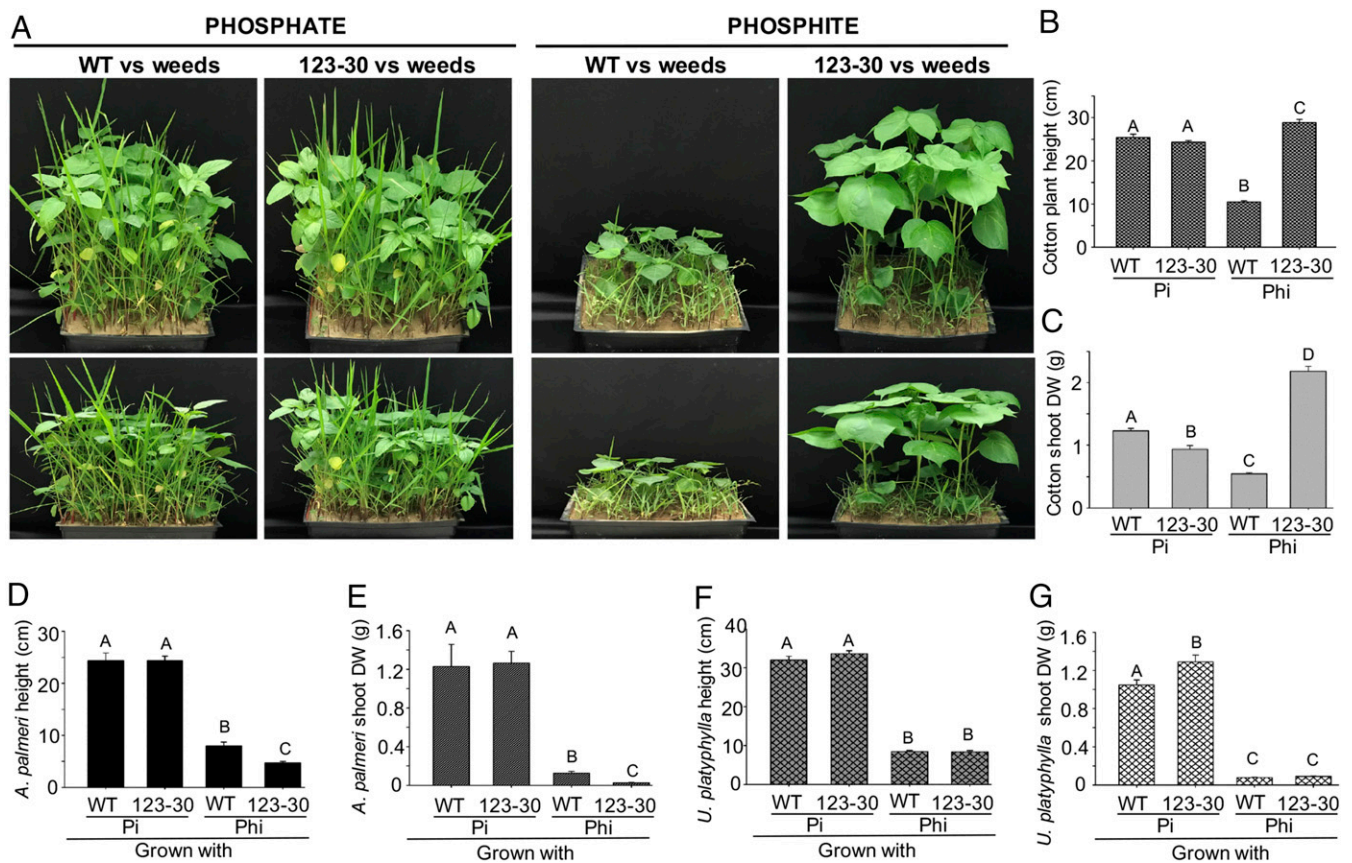 A
PHOSPHATE
PHOSPHITE
WT vs weeds
123-30 vs weeds
WT vs weeds
123-30 vs weeds
B
Cotton plant height (cm)
30
20
10
0
A
A
B
C
WT
123-30
WT
123-30
Pi
Phi
C
Cotton shoot DW (g)
2
1
0
A
B
C
D
WT
123-30
WT
123-30
Pi
Phi
D
A. palmeri height (cm)
30
20
10
0
A
A
B
C
WT
123-30
WT
123-30
Pi
Phi
Grown with
E
A. palmeri shoot DW (g)
1.6
1.2
0.8
0.4
0
A
A
B
C
WT
123-30
WT
123-30
Pi
Phi
Grown with
F
U. platyphylla height (cm)
40
30
20
10
0
A
A
B
B
WT
123-30
WT
123-30
Pi
Phi
Grown with
G
U. platyphylla shoot DW (g)
1.6
1.2
0.8
0.4
0
A
B
C
C
WT
123-30
WT
123-30
Pi
Phi
Grown with